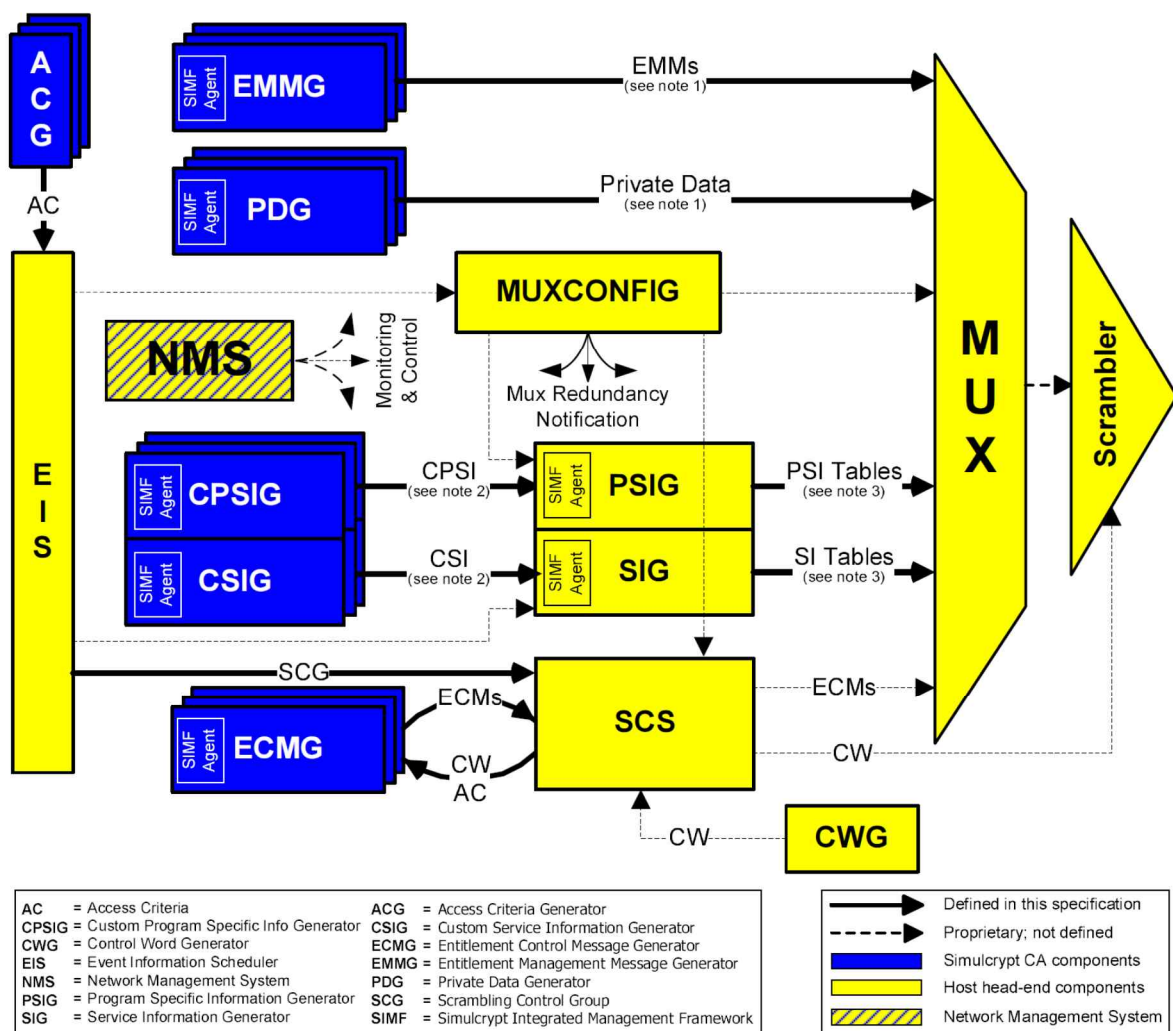 A
C
G
AC
SIMF
Agent
EMMG
EMMs
(see note 1)
SIMF
Agent
PDG
Private Data
(see note 1)
MUXCONFIG
NMS
Monitoring
& Control
Mux Redundancy
Notification
E
I
S
M
U
X
Scrambler
SIMF
Agent
CPSIG
CPSI
(see note 2)
SIMF
Agent
PSIG
PSI Tables
(see note 3)
SIMF
Agent
CSIG
CSI
(see note 2)
SIMF
Agent
SIG
SI Tables
(see note 3)
SCG
SIMF
Agent
ECMG
ECMs
CW
AC
SCS
ECMs
CW
CW
CWG
AC = Access Criteria
CPSIG = Custom Program Specific Info Generator
CWG = Control Word Generator
EIS = Event Information Scheduler
NMS = Network Management System
PSIG = Program Specific Information Generator
SIG = Service Information Generator
ACG = Access Criteria Generator
CSIG = Custom Service Information Generator
ECMG = Entitlement Control Message Generator
EMMG = Entitlement Management Message Generator
PDG = Private Data Generator
SCG = Scrambling Control Group
SIMF = Simulcrypt Integrated Management Framework
Defined in this specification
Proprietary; not defined
Simulcrypt CA components
Host head-end components
Network Management System